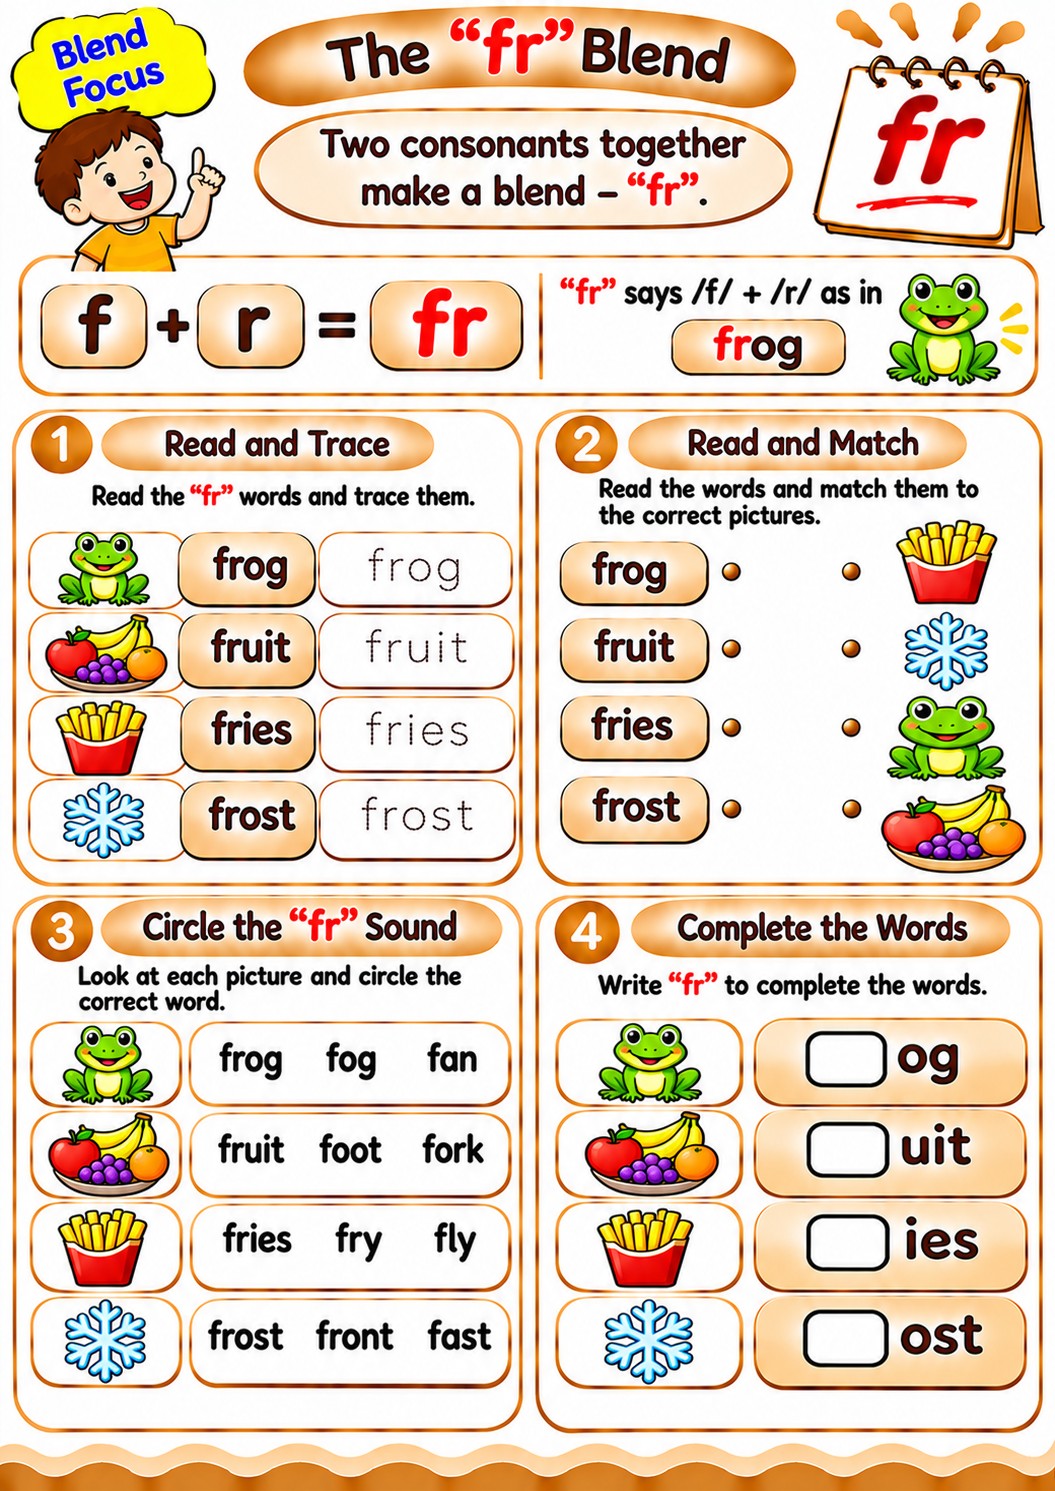 Blend
Focus
The “fr” Blend
Two consonants together
make a blend – “fr”.
fr
f + r = fr
“fr” says /f/ + /r/ as in
frog
1 Read and Trace
Read the “fr” words and trace them.
frog frog
fruit fruit
fries fries
frost frost
2 Read and Match
Read the words and match them to
the correct pictures.
frog
fruit
fries
frost
3 Circle the “fr” Sound
Look at each picture and circle the
correct word.
frog fog fan
fruit foot fork
fries fry fly
frost front fast
4 Complete the Words
Write “fr” to complete the words.
og
uit
ies
ost